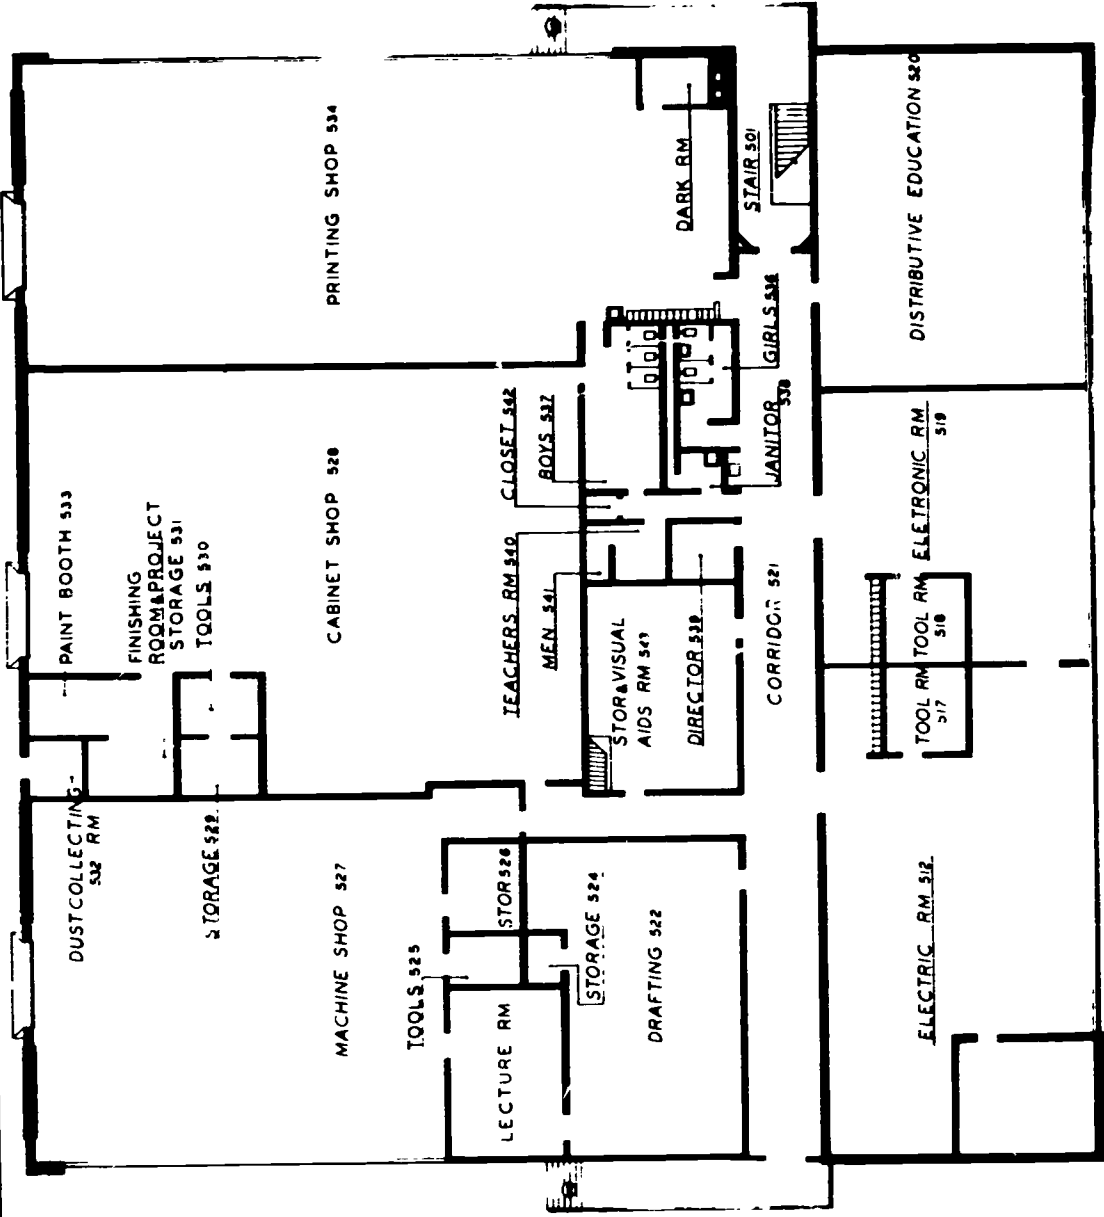 PRINTING SHOP 534
DARK RM
STAIR 501
DISTRIBUTIVE EDUCATION 520
PAINT BOOTH 533
FINISHING
ROOM&PROJECT
STORAGE 531
TOOLS 530
CABINET SHOP 528
CLOSET 542
BOYS 537
GIRLS 536
JANITOR
538
TEACHERS RM 540
MEN 541
STOR&VISUAL
AIDS RM 549
DIRECTOR 539
CORRIDOR 521
ELETRONIC RM
519
TOOL RM
518
TOOL RM
517
DUSTCOLLECTING
532 RM
STORAGE 529
MACHINE SHOP 527
TOOLS 525
STOR 526
STORAGE 524
LECTURE RM
DRAFTING 522
ELECTRIC RM 512